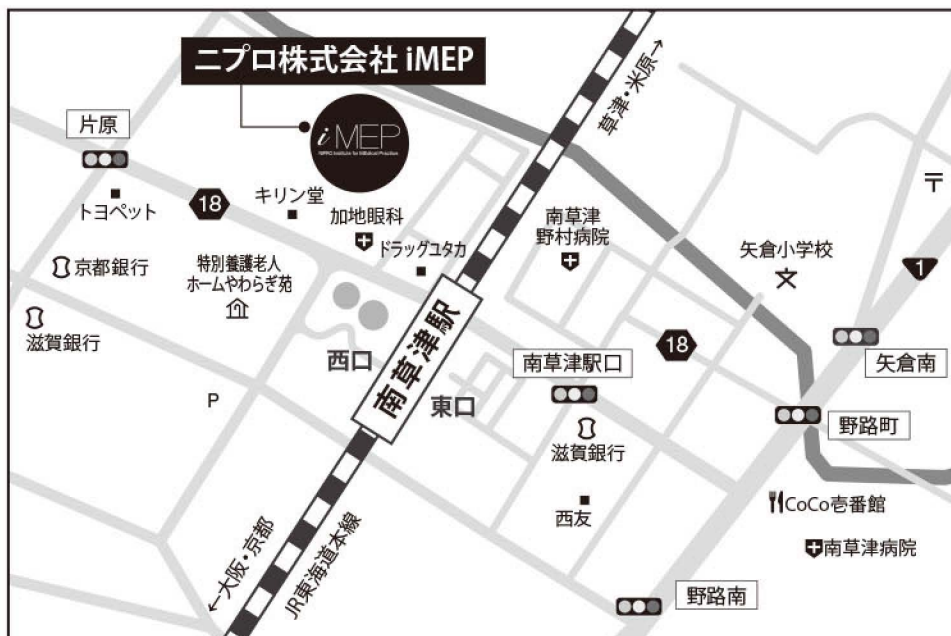 ニプロ株式会社 iMEP
iMEP
片原
トヨペット
18
キリン堂
加地眼科
ドラッグユタカ
京都銀行
特別養護老人
ホームやわらぎ苑
滋賀銀行
P
西口
南草津駅
東口
草津・米原→
←大阪・京都
JR東海道本線
南草津
野村病院
矢倉小学校
文
〒
1
18
南草津駅口
矢倉南
野路町
滋賀銀行
西友
CoCo壱番館
南草津病院
野路南